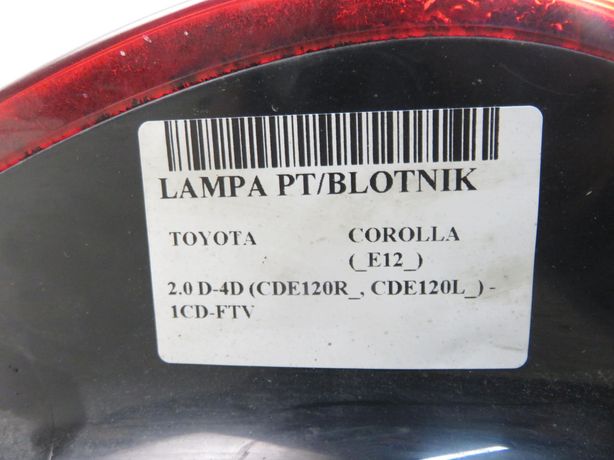 LAMPA PT/BLOTNIK
TOYOTA COROLLA
(_E12_)
2.0 D-4D (CDE120R_, CDE120L_) -
1CD-FTV